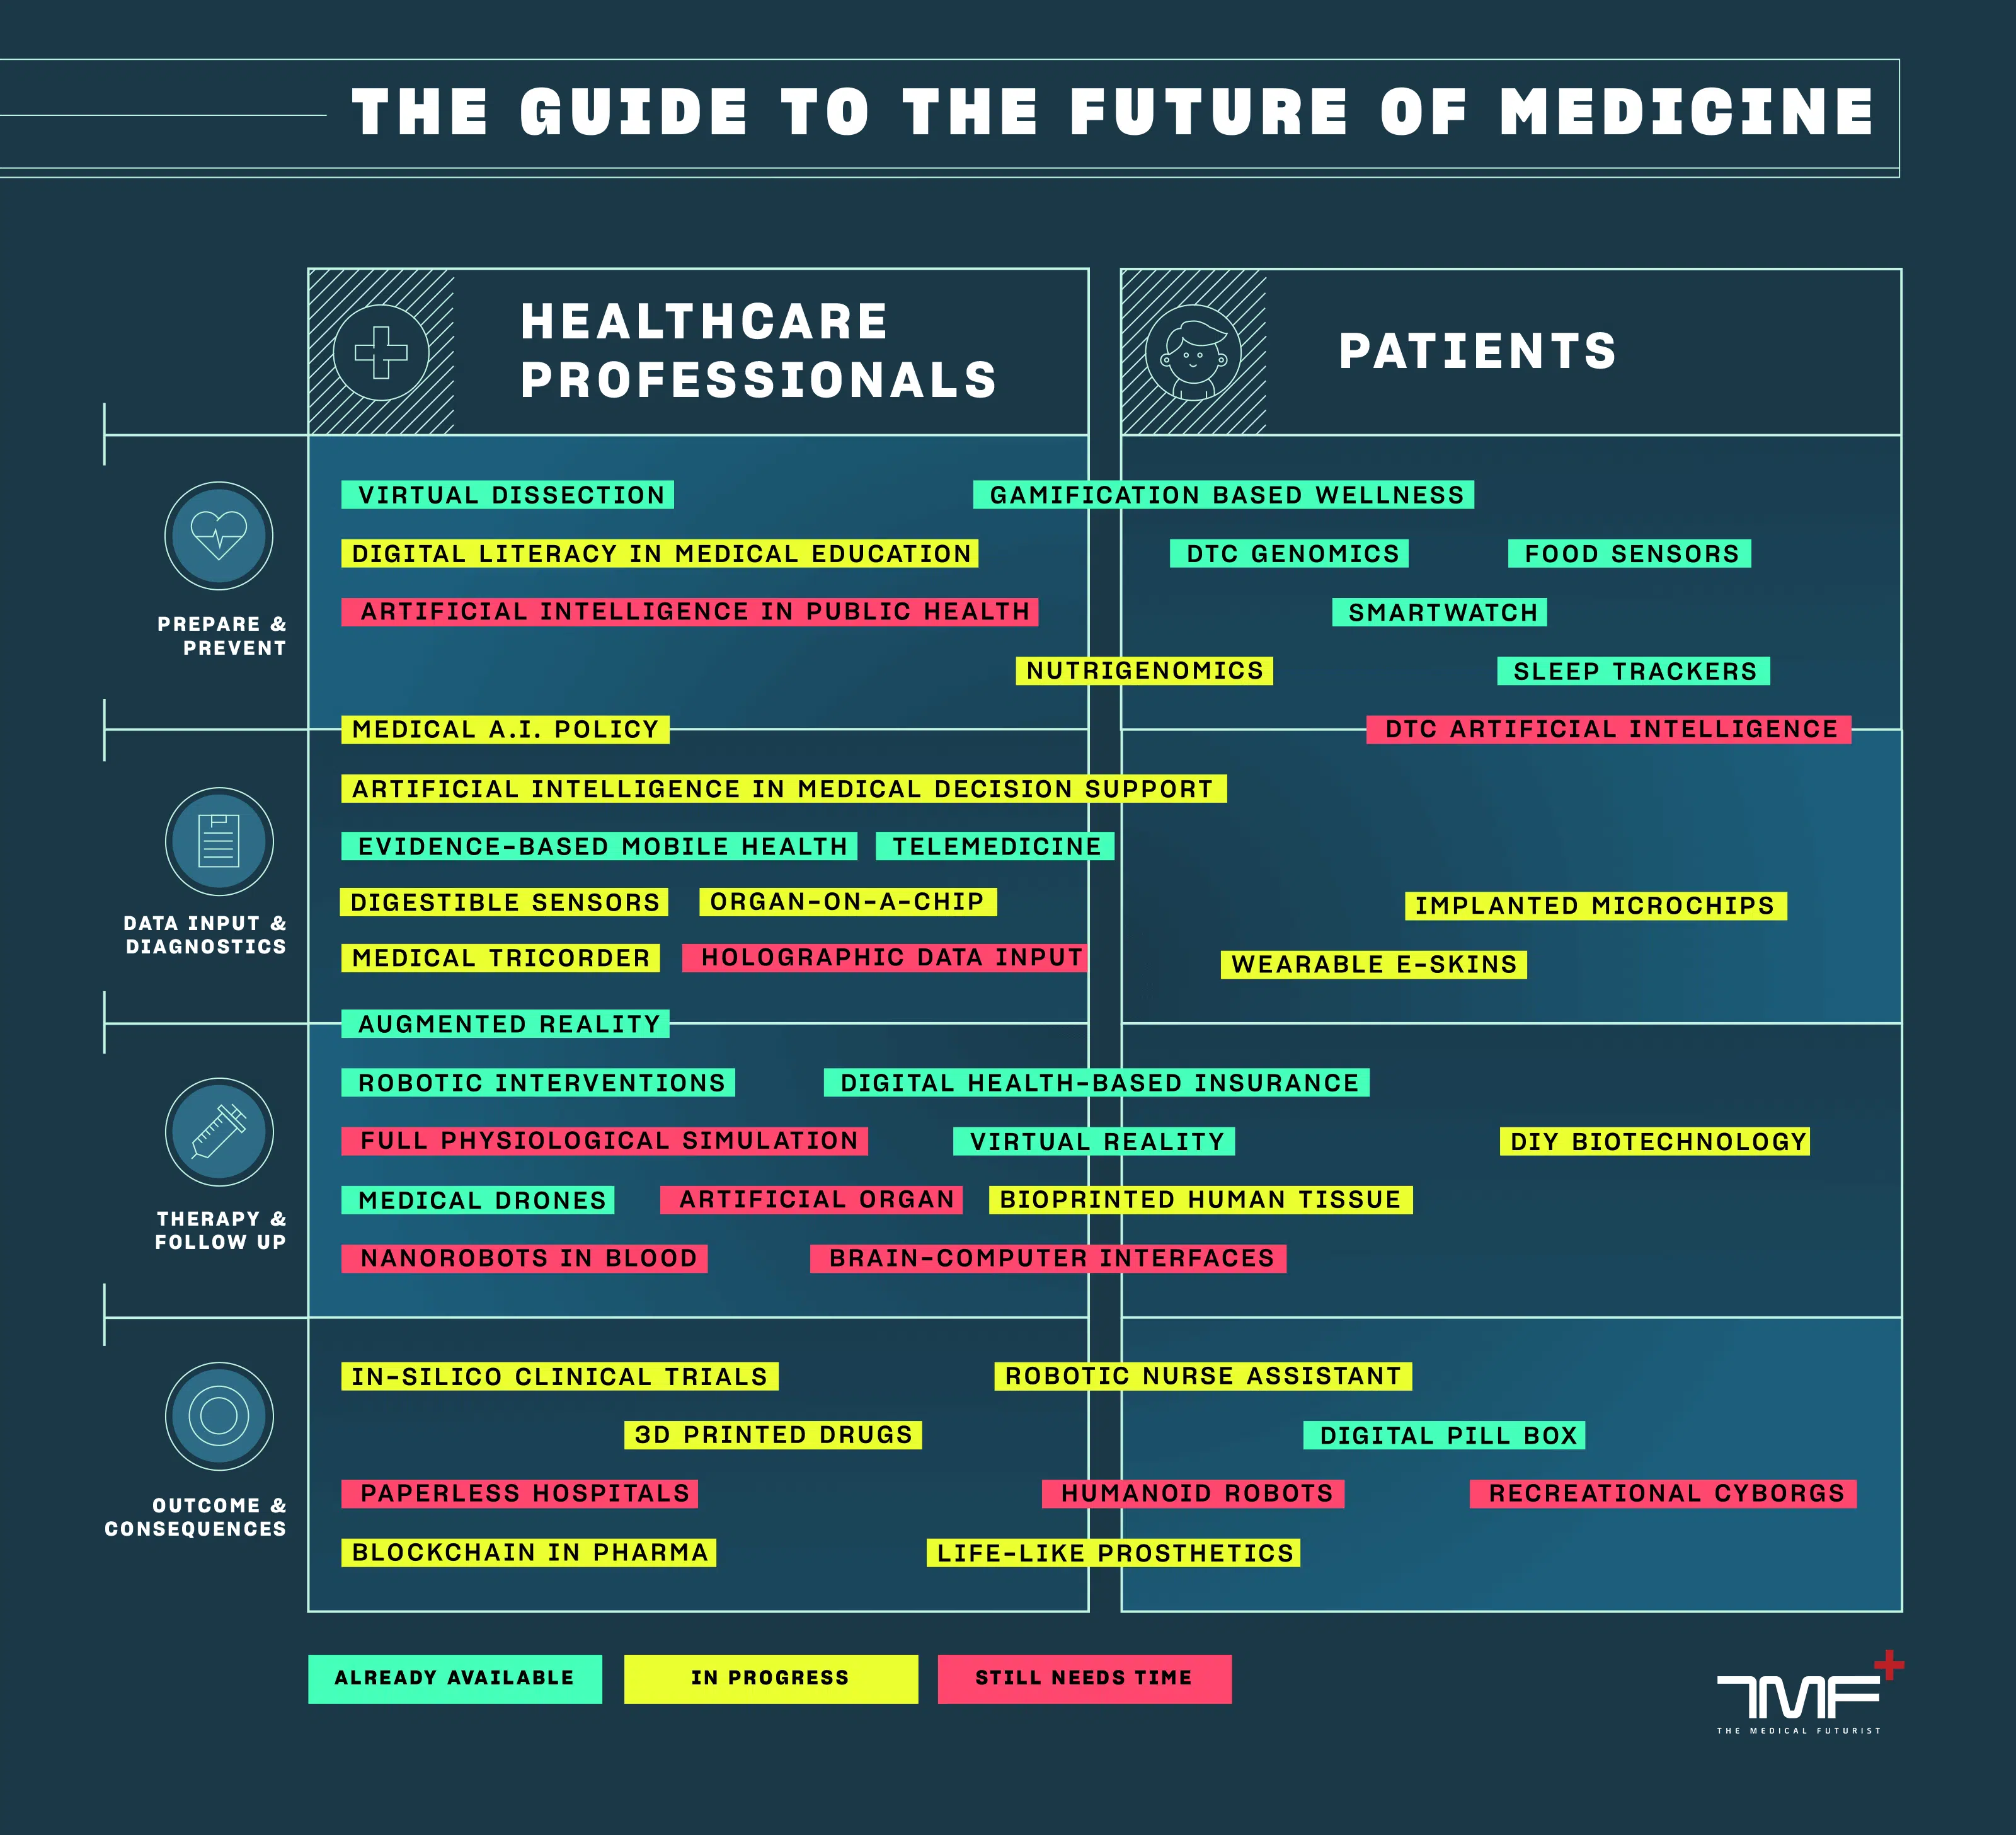 THE GUIDE TO THE FUTURE OF MEDICINE
HEALTHCARE
PROFESSIONALS
PATIENTS
PREPARE &
PREVENT
VIRTUAL DISSECTION
GAMIFICATION BASED WELLNESS
DIGITAL LITERACY IN MEDICAL EDUCATION
DTC GENOMICS
FOOD SENSORS
ARTIFICIAL INTELLIGENCE IN PUBLIC HEALTH
SMARTWATCH
NUTRIGENOMICS
SLEEP TRACKERS
MEDICAL A.I. POLICY
DTC ARTIFICIAL INTELLIGENCE
DATA INPUT &
DIAGNOSTICS
ARTIFICIAL INTELLIGENCE IN MEDICAL DECISION SUPPORT
EVIDENCE-BASED MOBILE HEALTH
TELEMEDICINE
DIGESTIBLE SENSORS
ORGAN-ON-A-CHIP
IMPLANTED MICROCHIPS
MEDICAL TRICORDER
HOLOGRAPHIC DATA INPUT
WEARABLE E-SKINS
AUGMENTED REALITY
THERAPY &
FOLLOW UP
ROBOTIC INTERVENTIONS
DIGITAL HEALTH-BASED INSURANCE
FULL PHYSIOLOGICAL SIMULATION
VIRTUAL REALITY
DIY BIOTECHNOLOGY
MEDICAL DRONES
ARTIFICIAL ORGAN
BIOPRINTED HUMAN TISSUE
NANOROBOTS IN BLOOD
BRAIN-COMPUTER INTERFACES
OUTCOME &
CONSEQUENCES
IN-SILICO CLINICAL TRIALS
ROBOTIC NURSE ASSISTANT
3D PRINTED DRUGS
DIGITAL PILL BOX
PAPERLESS HOSPITALS
HUMANOID ROBOTS
RECREATIONAL CYBORGS
BLOCKCHAIN IN PHARMA
LIFE-LIKE PROSTHETICS
ALREADY AVAILABLE
IN PROGRESS
STILL NEEDS TIME
TMF
THE MEDICAL FUTURIST